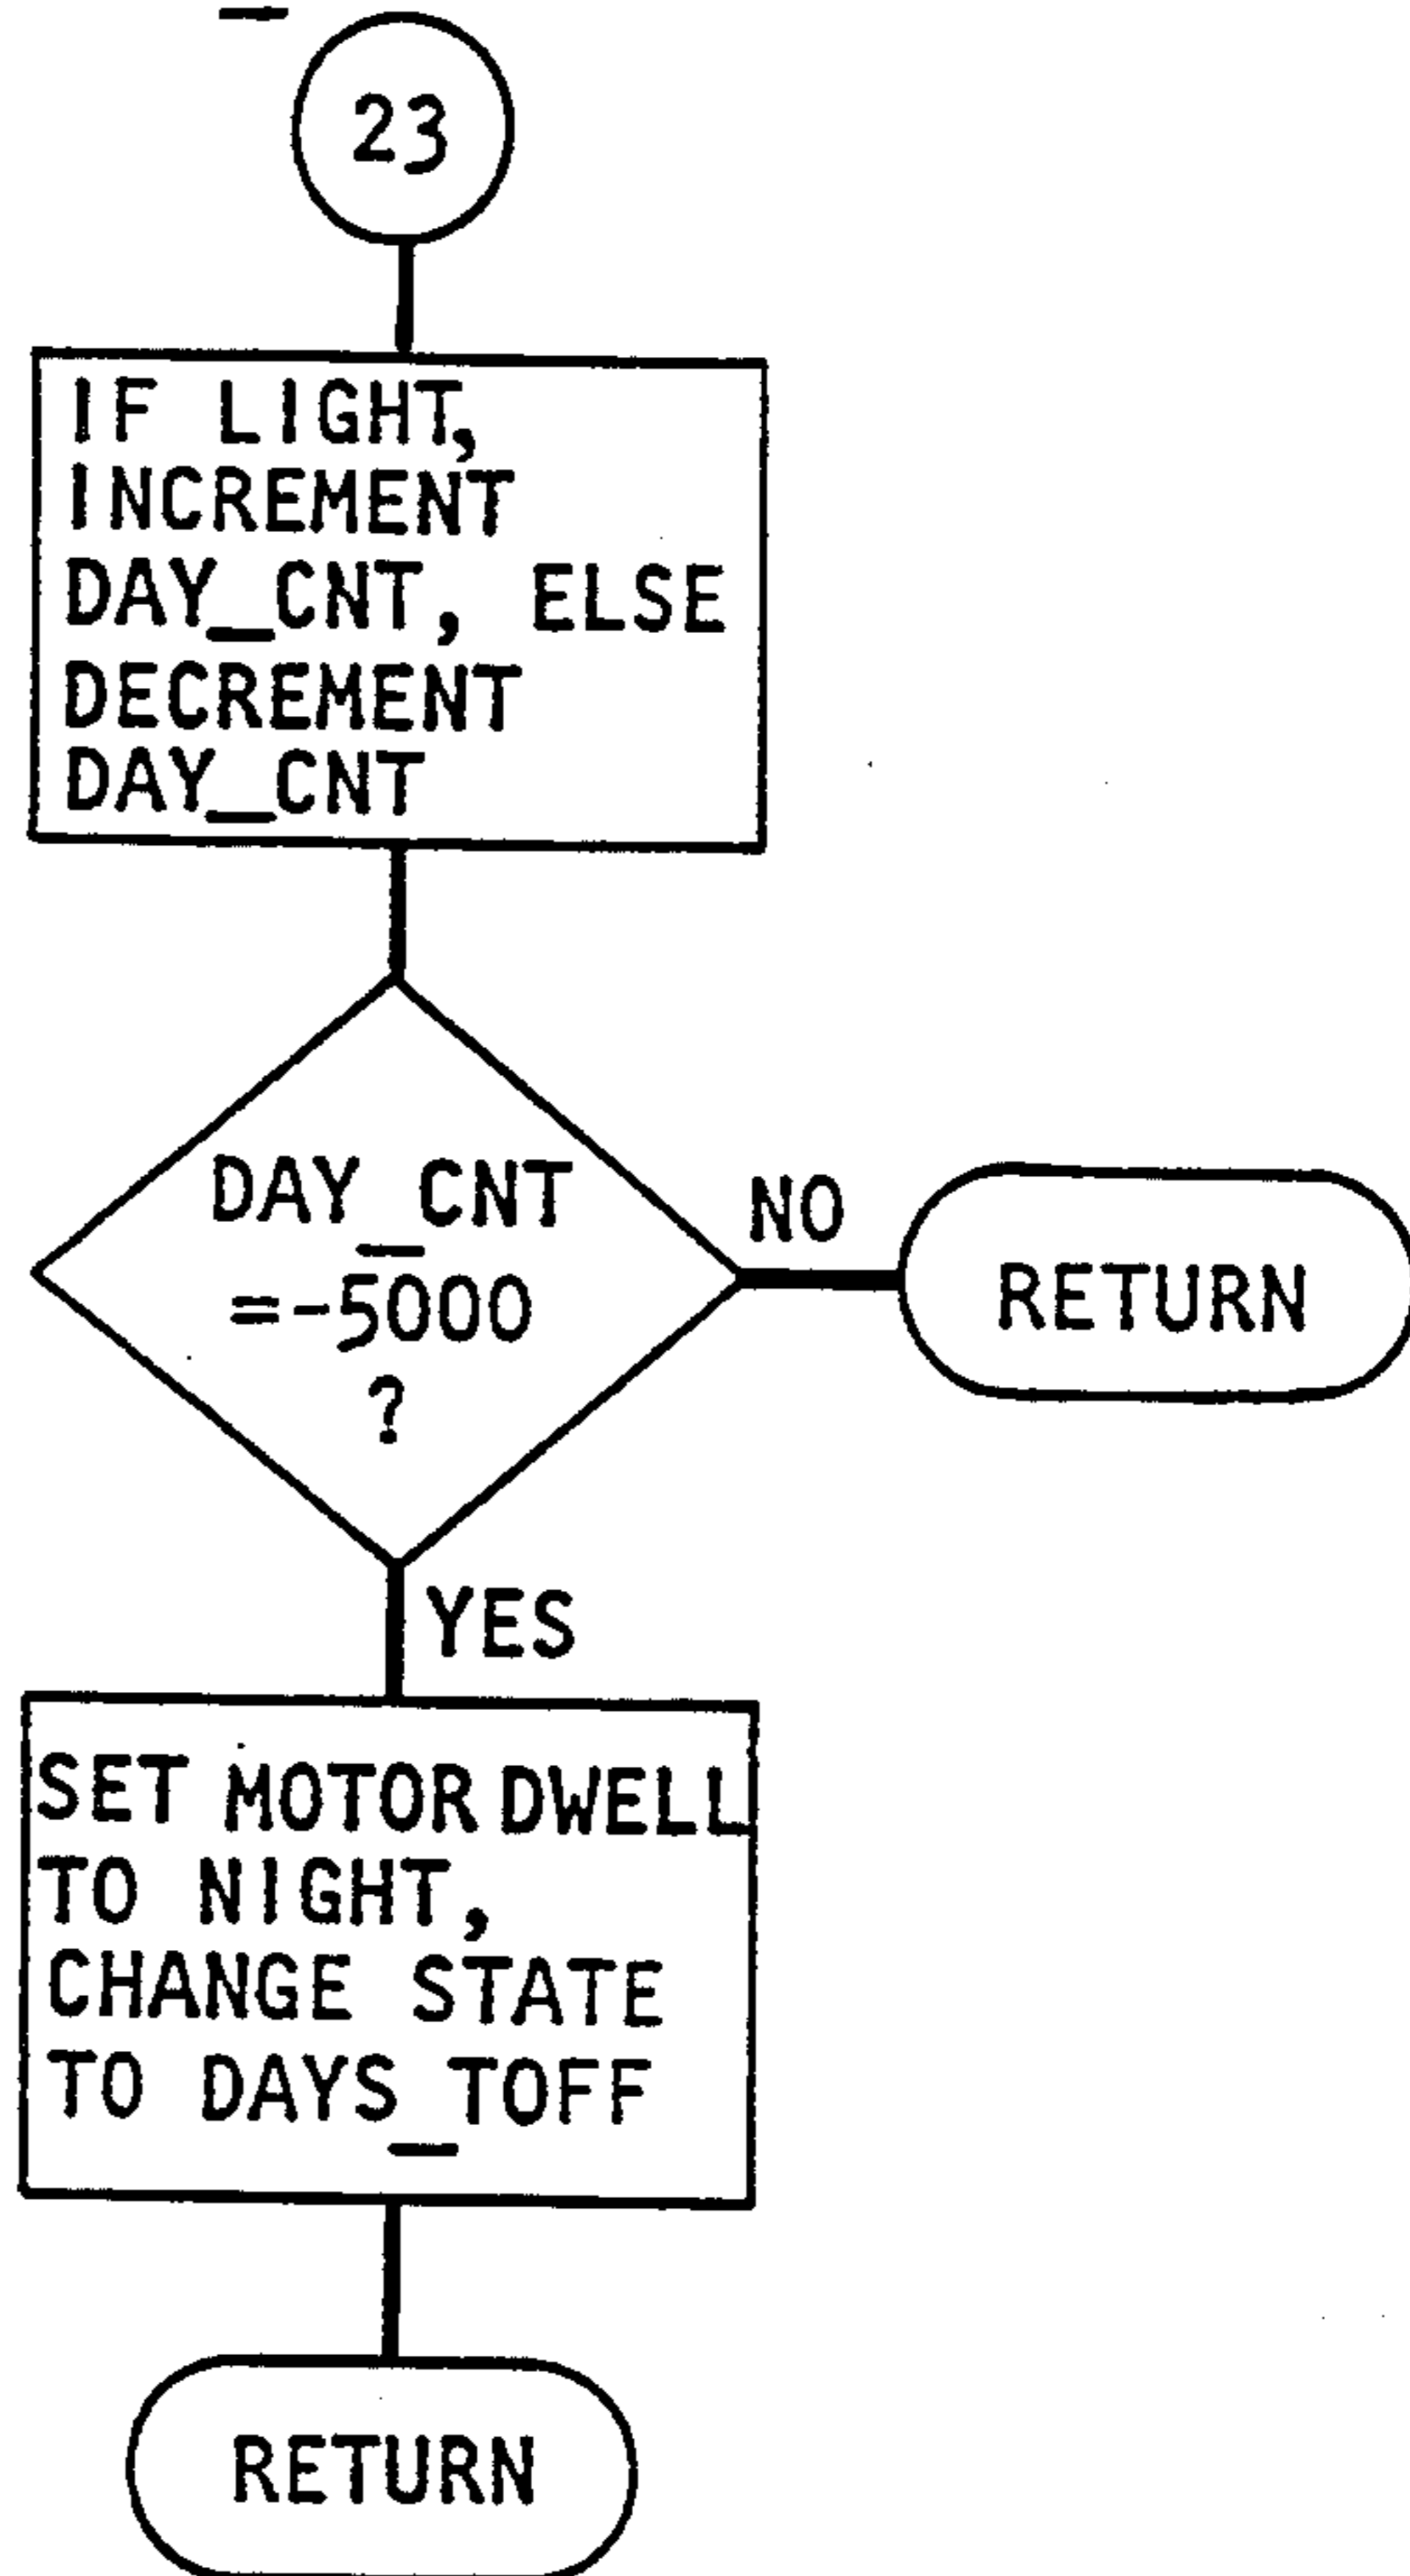 23
IF LIGHT,
INCREMENT
DAY_CNT, ELSE
DECREMENT
DAY_CNT
DAY_CNT
=-5000
?
NO
RETURN
YES
SET MOTOR DWELL
TO NIGHT,
CHANGE STATE
TO DAYS_TOFF
RETURN